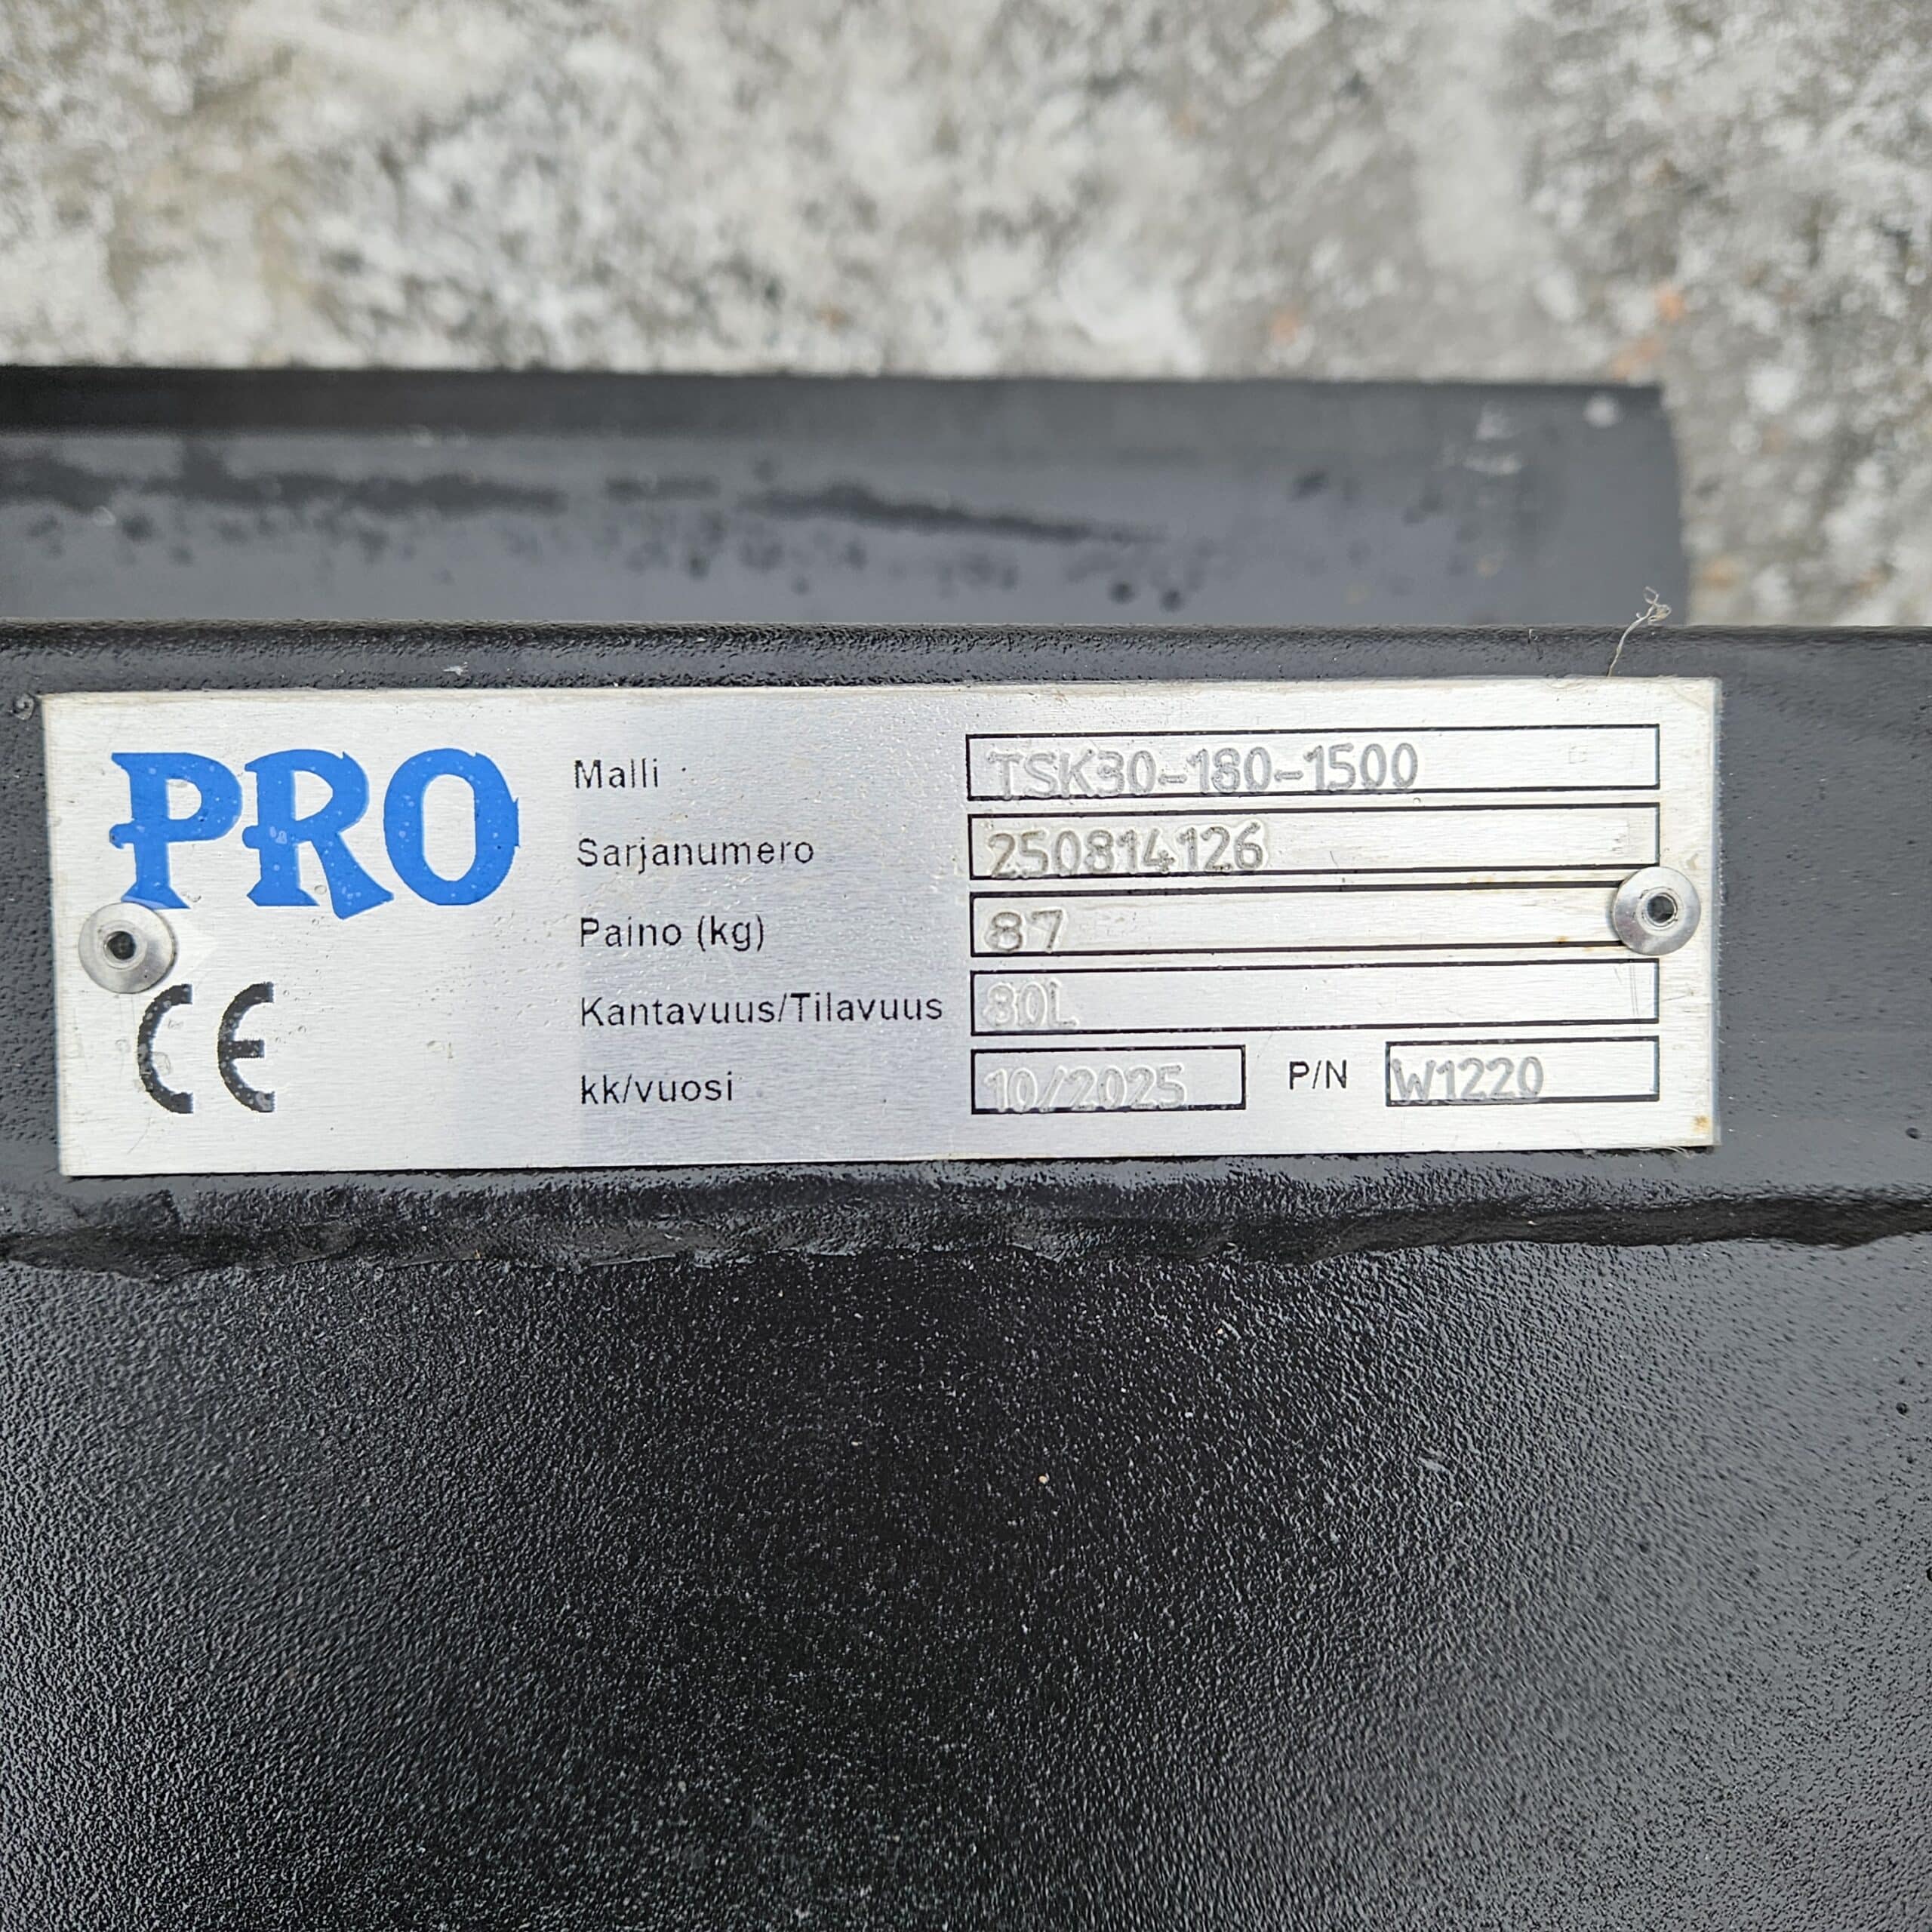 PRO
Malli TSK30-180-1500
Sarjanumero 250814126
Paino (kg) 87
Kantavuus/Tilavuus 80L
kk/vuosi 10/2025 P/N W1220
CE